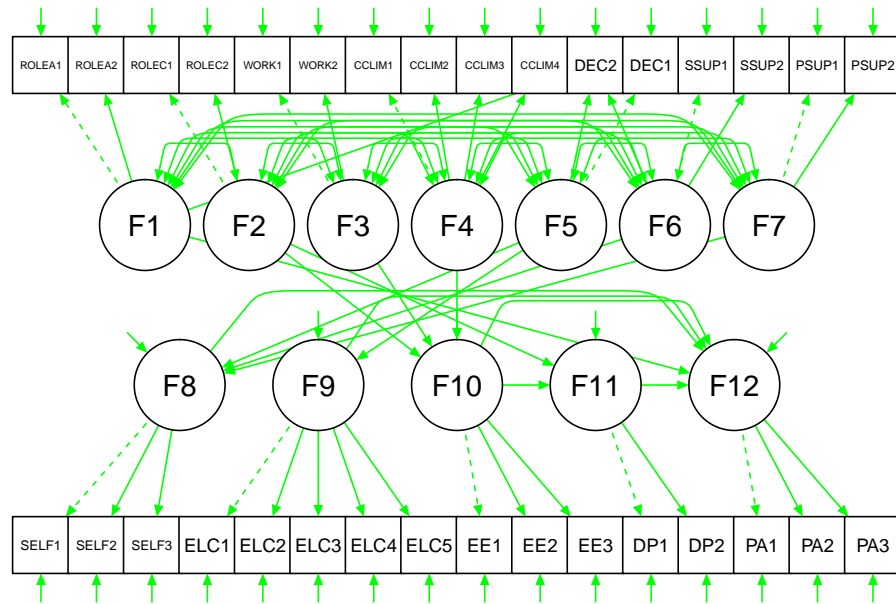 ROLEA1 ROLEA2 ROLEC1 ROLEC2 WORK1 WORK2 CCLIM1 CCLIM2 CCLIM3 CCLIM4 DEC2 DEC1 SSUP1 SSUP2 PSUP1 PSUP2
F1 F2 F3 F4 F5 F6 F7
F8 F9 F10 F11 F12
SELF1 SELF2 SELF3 ELC1 ELC2 ELC3 ELC4 ELC5 EE1 EE2 EE3 DP1 DP2 PA1 PA2 PA3